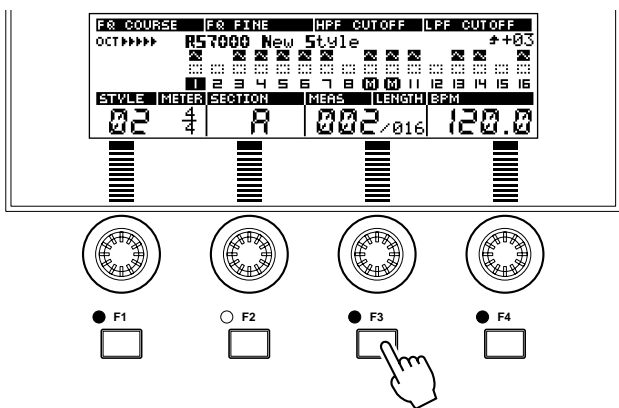 FQ COURSE FQ FINE HPF CUTOFF LPF CUTOFF
OCT RS7000 New Style +03
1 2 3 4 5 6 7 8 M M 11 12 13 14 15 16
STYLE METER SECTION MEAS LENGTH BPM
02 4/4 A 002/016 120.0
F1 F2 F3 F4